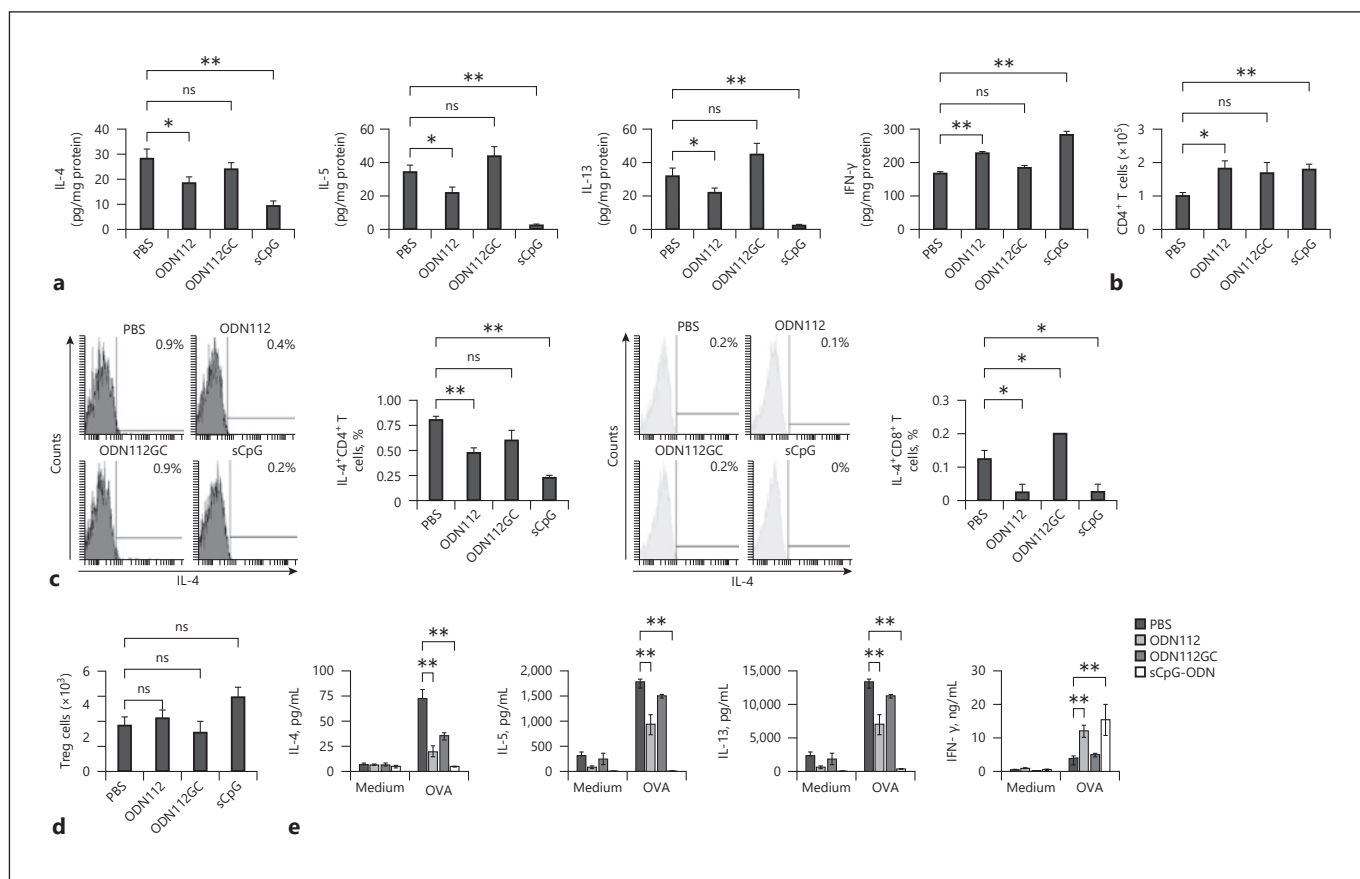 **
ns
*
IL-4
(pg/mg protein)
40
30
20
10
0
PBS
ODN112
ODN112GC
sCpG
**
ns
*
IL-5
(pg/mg protein)
60
40
20
0
PBS
ODN112
ODN112GC
sCpG
**
ns
*
IL-13
(pg/mg protein)
60
40
20
0
PBS
ODN112
ODN112GC
sCpG
**
ns
**
IFN-γ
(pg/mg protein)
400
300
200
100
0
PBS
ODN112
ODN112GC
sCpG
a
**
ns
*
CD4⁺ T cells (×10⁵)
3
2
1
0
PBS
ODN112
ODN112GC
sCpG
b
PBS
0.9%
ODN112
0.4%
ODN112GC
0.9%
sCpG
0.2%
Counts
IL-4
**
ns
**
IL-4⁺CD4⁺ T
cells, %
1.00
0.75
0.50
0.25
0
PBS
ODN112
ODN112GC
sCpG
PBS
0.2%
ODN112
0.1%
ODN112GC
0.2%
sCpG
0%
Counts
IL-4
*
*
*
IL-4⁺CD8⁺ T
cells, %
0.3
0.2
0.1
0
PBS
ODN112
ODN112GC
sCpG
c
ns
ns
ns
Treg cells (×10³)
6
4
2
0
PBS
ODN112
ODN112GC
sCpG
d
**
**
IL-4, pg/mL
100
75
50
25
0
Medium
OVA
**
**
IL-5, pg/mL
2,000
1,500
1,000
500
0
Medium
OVA
**
**
IL-13, pg/mL
15,000
10,000
5,000
0
Medium
OVA
**
**
IFN- γ, ng/mL
30
20
10
0
Medium
OVA
PBS
ODN112
ODN112GC
sCpG-ODN
e